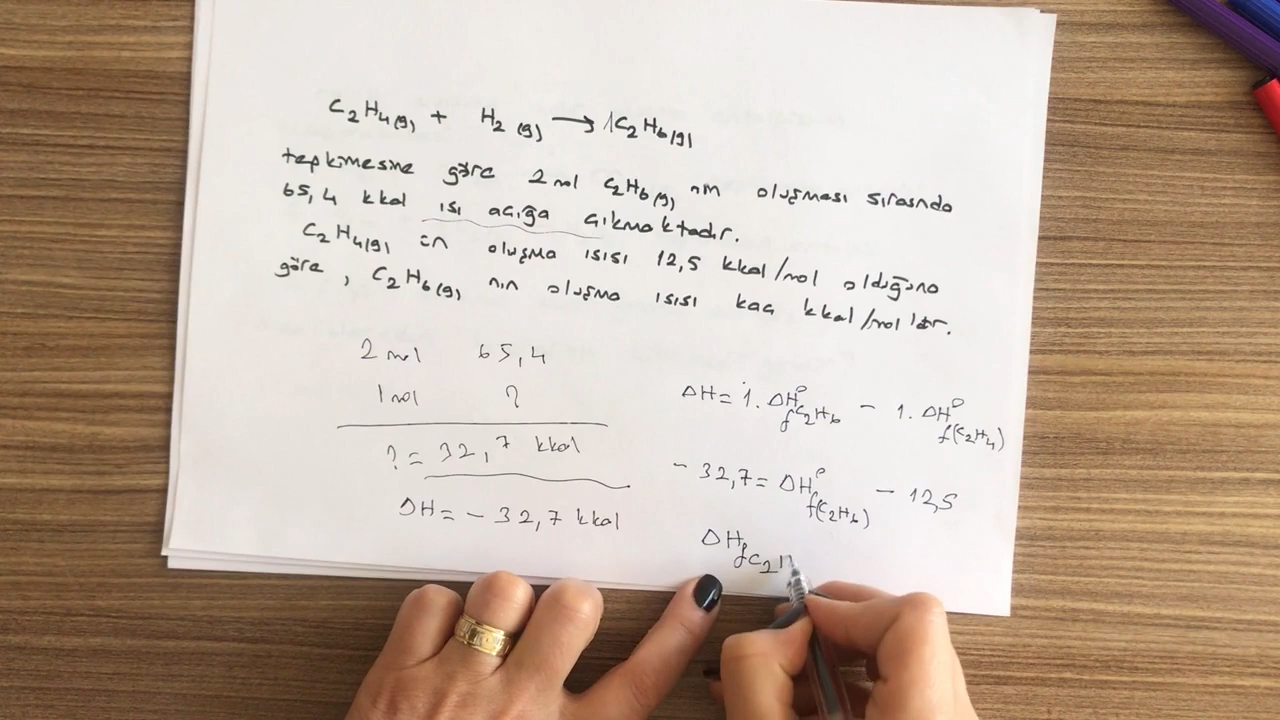 C₂H₄(g) + H₂(g) → 1C₂H₆(g)
tepkimesine göre 2 mol C₂H₆(g) nın oluşması sırasında
65,4 kkal ısı açığa çıkmaktadır.
C₂H₄(g) ün oluşma ısısı 12,5 kkal/mol olduğuna
göre, C₂H₆(g) nın oluşma ısısı kaç kkal/mol'dür.
2 mol 65,4
1 mol ?
? = 32,7 kkal
ΔH = - 32,7 kkal
ΔH = 1. ΔH°f C₂H₆ - 1. ΔH°f(C₂H₄)
- 32,7 = ΔH°f(C₂H₆) - 12,5
ΔHf C₂H